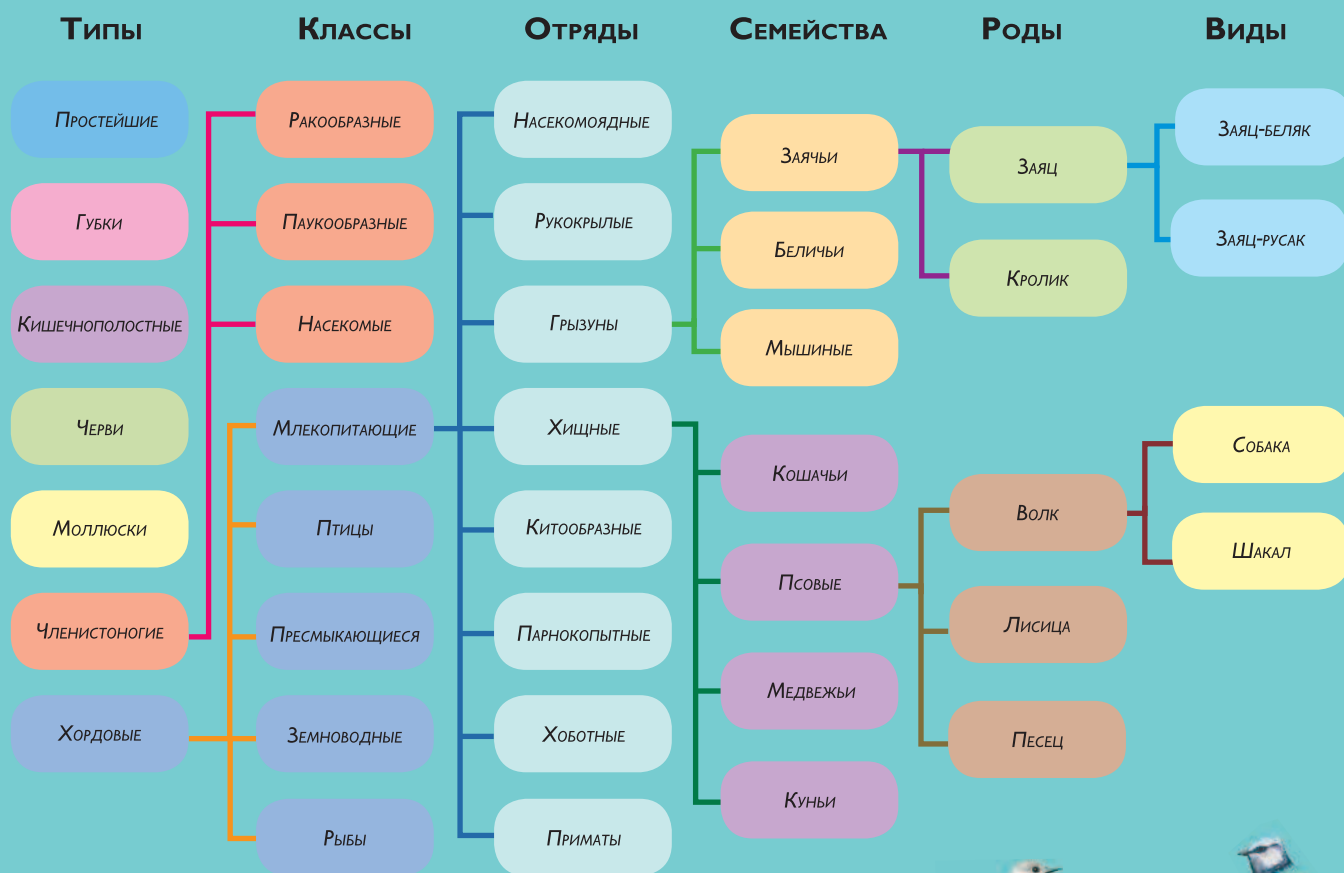 Типы
Классы
Отряды
Семейства
Роды
Виды
Простейшие
Губки
Кишечнополостные
Черви
Моллюски
Членистоногие
Хордовые
Ракообразные
Паукообразные
Насекомые
Млекопитающие
Птицы
Пресмыкающиеся
Земноводные
Рыбы
Насекомоядные
Рукокрылые
Грызуны
Хищные
Китообразные
Парнокопытные
Хоботные
Приматы
Заячьи
Беличьи
Мышиные
Кошачьи
Псовые
Медвежьи
Куньи
Заяц
Кролик
Волк
Лисица
Песец
Заяц-беляк
Заяц-русак
Собака
Шакал